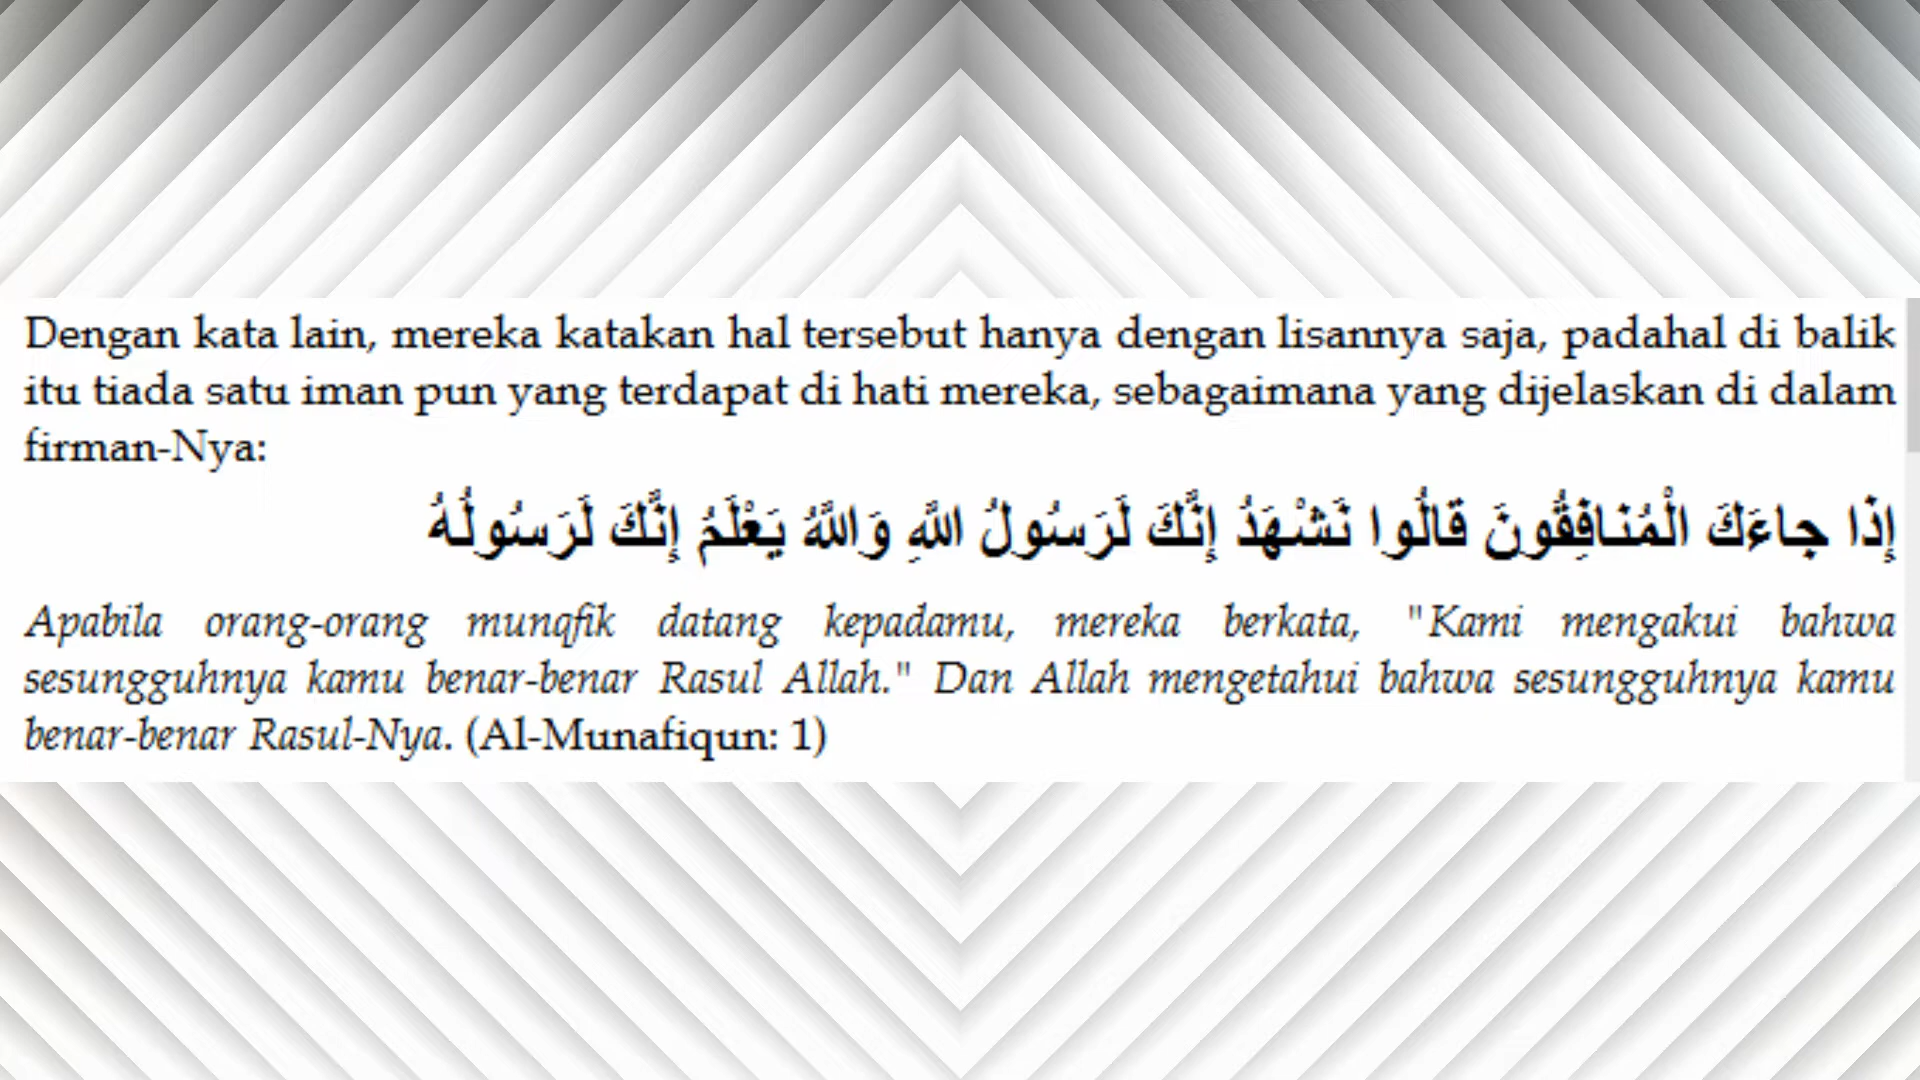 Dengan kata lain, mereka katakan hal tersebut hanya dengan lisannya saja, padahal di balik
itu tiada satu iman pun yang terdapat di hati mereka, sebagaimana yang dijelaskan di dalam
firman-Nya:
إِذَا جاءَكَ الْمُنافِقُونَ قالُوا نَشْهَدُ إِنَّكَ لَرَسُولُ اللَّهِ وَاللَّهُ يَعْلَمُ إِنَّكَ لَرَسُولُهُ
Apabila orang-orang munqfik datang kepadamu, mereka berkata, "Kami mengakui bahwa
sesungguhnya kamu benar-benar Rasul Allah." Dan Allah mengetahui bahwa sesungguhnya kamu
benar-benar Rasul-Nya. (Al-Munafiqun: 1)